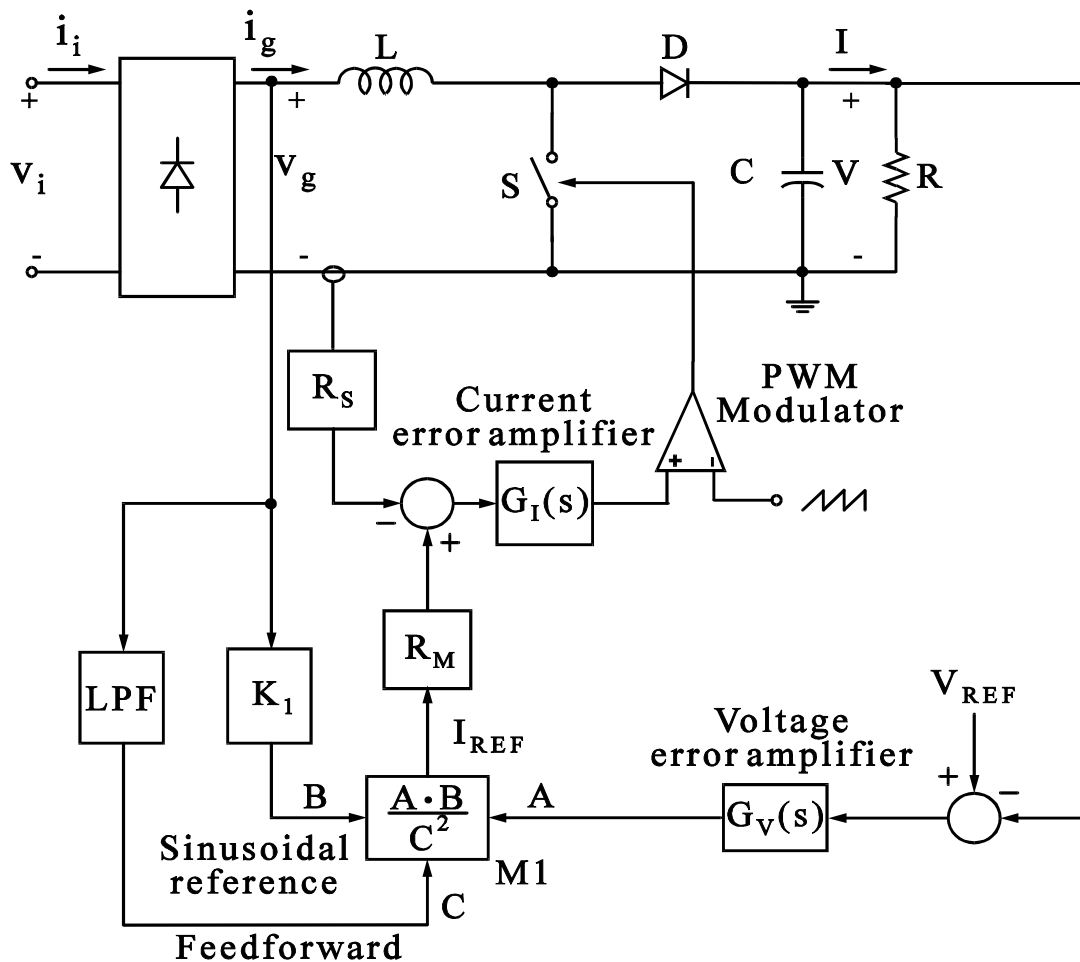 i_i
i_g
L
D
I
+
+
+
v_i
v_g
S
C
V
R
-
-
-
R_S
PWM
Modulator
Current
error amplifier
+
-
G_I(s)
-
+
R_M
LPF
K_1
V_REF
I_REF
Voltage
error amplifier
+
-
B
A · B
C²
A
G_V(s)
Sinusoidal
reference
M1
C
Feedforward